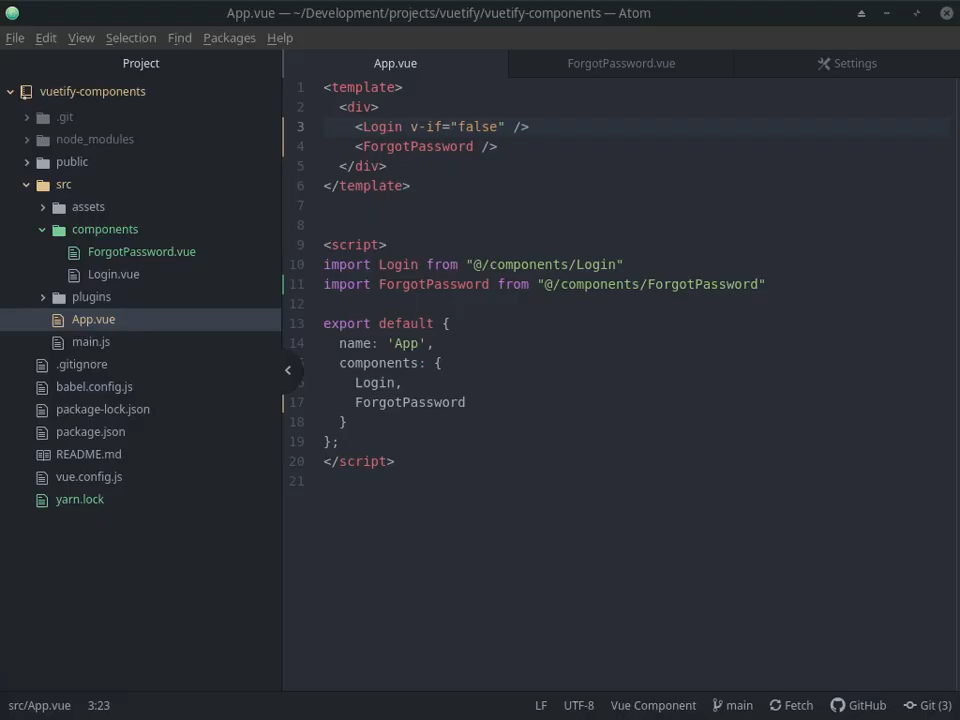 App.vue — ~/Development/projects/vuetify/vuetify-components — Atom
File Edit View Selection Find Packages Help
Project
vuetify-components
.git
node_modules
public
src
assets
components
ForgotPassword.vue
Login.vue
plugins
App.vue
main.js
.gitignore
babel.config.js
package-lock.json
package.json
README.md
vue.config.js
yarn.lock
App.vue ForgotPassword.vue Settings
1 <template>
2 <div>
3 <Login v-if="false" />
4 <ForgotPassword />
5 </div>
6 </template>
7
8
9 <script>
10 import Login from "@/components/Login"
11 import ForgotPassword from "@/components/ForgotPassword"
12
13 export default {
14 name: 'App',
components: {
Login,
17 ForgotPassword
18 }
19 };
20 </script>
21
src/App.vue 3:23 LF UTF-8 Vue Component main Fetch GitHub Git (3)